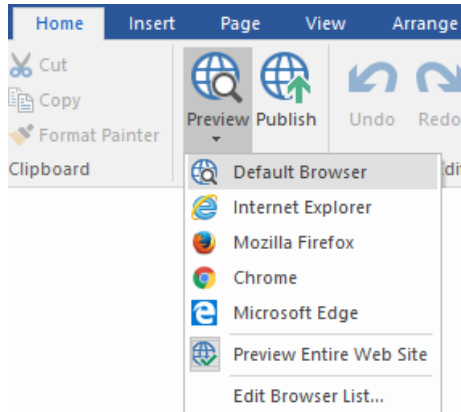 Home Insert Page View Arrange
Cut
Copy
Format Painter
Clipboard
Preview Publish
Undo Redo
Default Browser
Internet Explorer
Mozilla Firefox
Chrome
Microsoft Edge
Preview Entire Web Site
Edit Browser List...